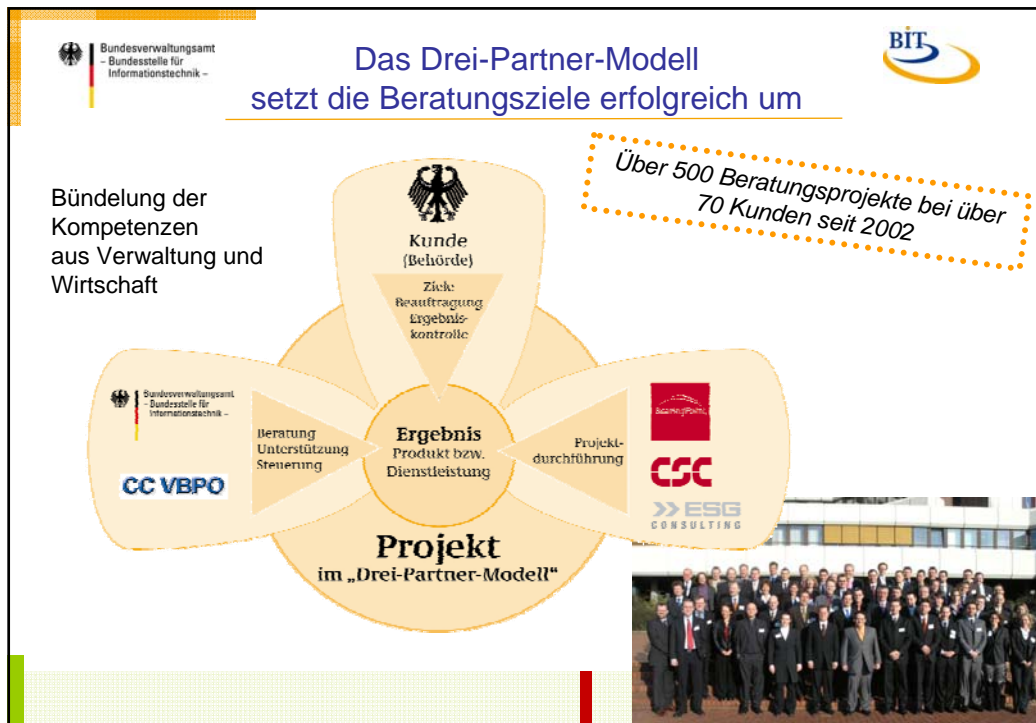 Bundesverwaltungsamt
– Bundesstelle für
Informationstechnik –
Das Drei-Partner-Modell
setzt die Beratungsziele erfolgreich um
BIT
Bündelung der
Kompetenzen
aus Verwaltung und
Wirtschaft
Über 500 Beratungsprojekte bei über
70 Kunden seit 2002
Kunde
(Behörde)
Ziele
Beauftragung
Ergebnis-
kontrolle
Bundesverwaltungsamt
– Bundesstelle für
Informationstechnik –
CC VBPO
Beratung
Unterstützung
Steuerung
Ergebnis
Produkt bzw.
Dienstleistung
Projekt-
durchführung
BearingPoint
CSC
ESG
CONSULTING
Projekt
im „Drei-Partner-Modell“